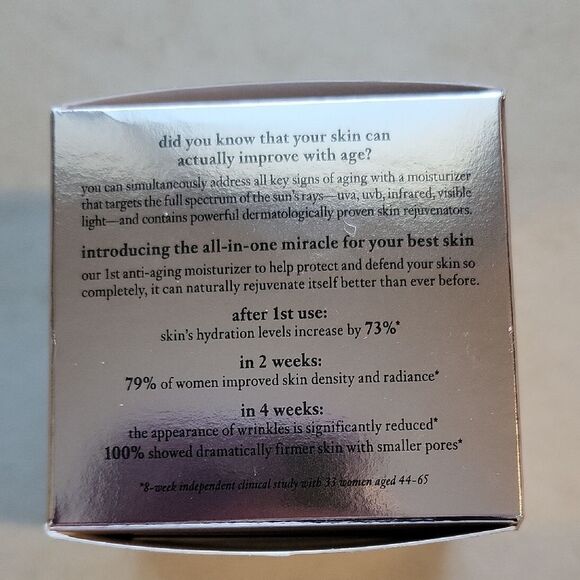 did you know that your skin can
actually improve with age?
you can simultaneously address all key signs of aging with a moisturizer
that targets the full spectrum of the sun's rays—uva, uvb, infrared, visible
light—and contains powerful dermatologically proven skin rejuvenators.
introducing the all-in-one miracle for your best skin
our 1st anti-aging moisturizer to help protect and defend your skin so
completely, it can naturally rejuvenate itself better than ever before.
after 1st use:
skin's hydration levels increase by 73%*
in 2 weeks:
79% of women improved skin density and radiance*
in 4 weeks:
the appearance of wrinkles is significantly reduced*
100% showed dramatically firmer skin with smaller pores*
*8-week independent clinical study with 33 women aged 44-65